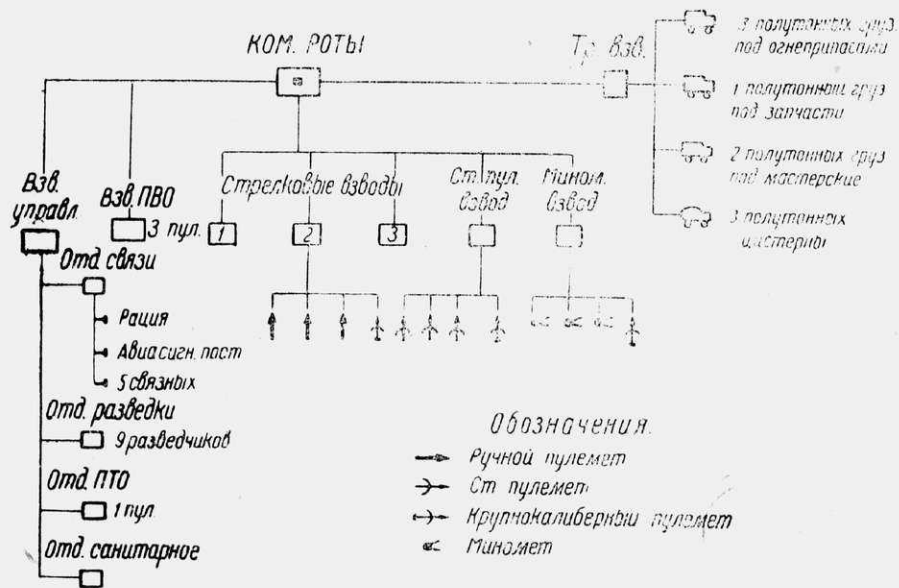 КОМ. РОТЫ
Тр. взв.
3 полутонных груз.
под огнеприпасами
1 полутонный груз
под запчасти
2 полутонных груз
под мастерские
3 полутонных
цистерны
Взв.
управл.
Взв. ПВО
3 пул.
Стрелковые взводы
1
2
3
Ст. пул.
взвод
Мином.
взвод
Отд. связи
Рация
Авиасигн. пост
5 связных
Отд. разведки
9 разведчиков
Отд. ПТО
1 пул
Отд. санитарное
Обозначения.
Ручной пулемет
Ст пулемет
Крупнокалиберный пулемет
Миномет